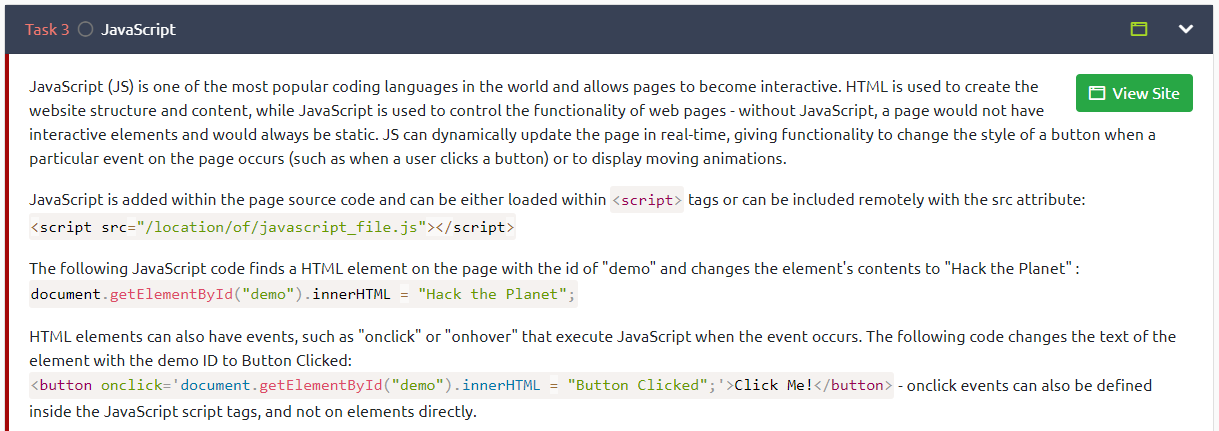 Task 3 JavaScript
JavaScript (JS) is one of the most popular coding languages in the world and allows pages to become interactive. HTML is used to create the
View Site
website structure and content, while JavaScript is used to control the functionality of web pages - without JavaScript, a page would not have
interactive elements and would always be static. JS can dynamically update the page in real-time, giving functionality to change the style of a button when a
particular event on the page occurs (such as when a user clicks a button) or to display moving animations.
JavaScript is added within the page source code and can be either loaded within <script> tags or can be included remotely with the src attribute:
<script src="/location/of/javascript_file.js"></script>
The following JavaScript code finds a HTML element on the page with the id of "demo" and changes the element's contents to "Hack the Planet" :
document.getElementById("demo").innerHTML = "Hack the Planet";
HTML elements can also have events, such as "onclick" or "onhover" that execute JavaScript when the event occurs. The following code changes the text of the
element with the demo ID to Button Clicked:
<button onclick='document.getElementById("demo").innerHTML = "Button Clicked";'>Click Me!</button> - onclick events can also be defined
inside the JavaScript script tags, and not on elements directly.